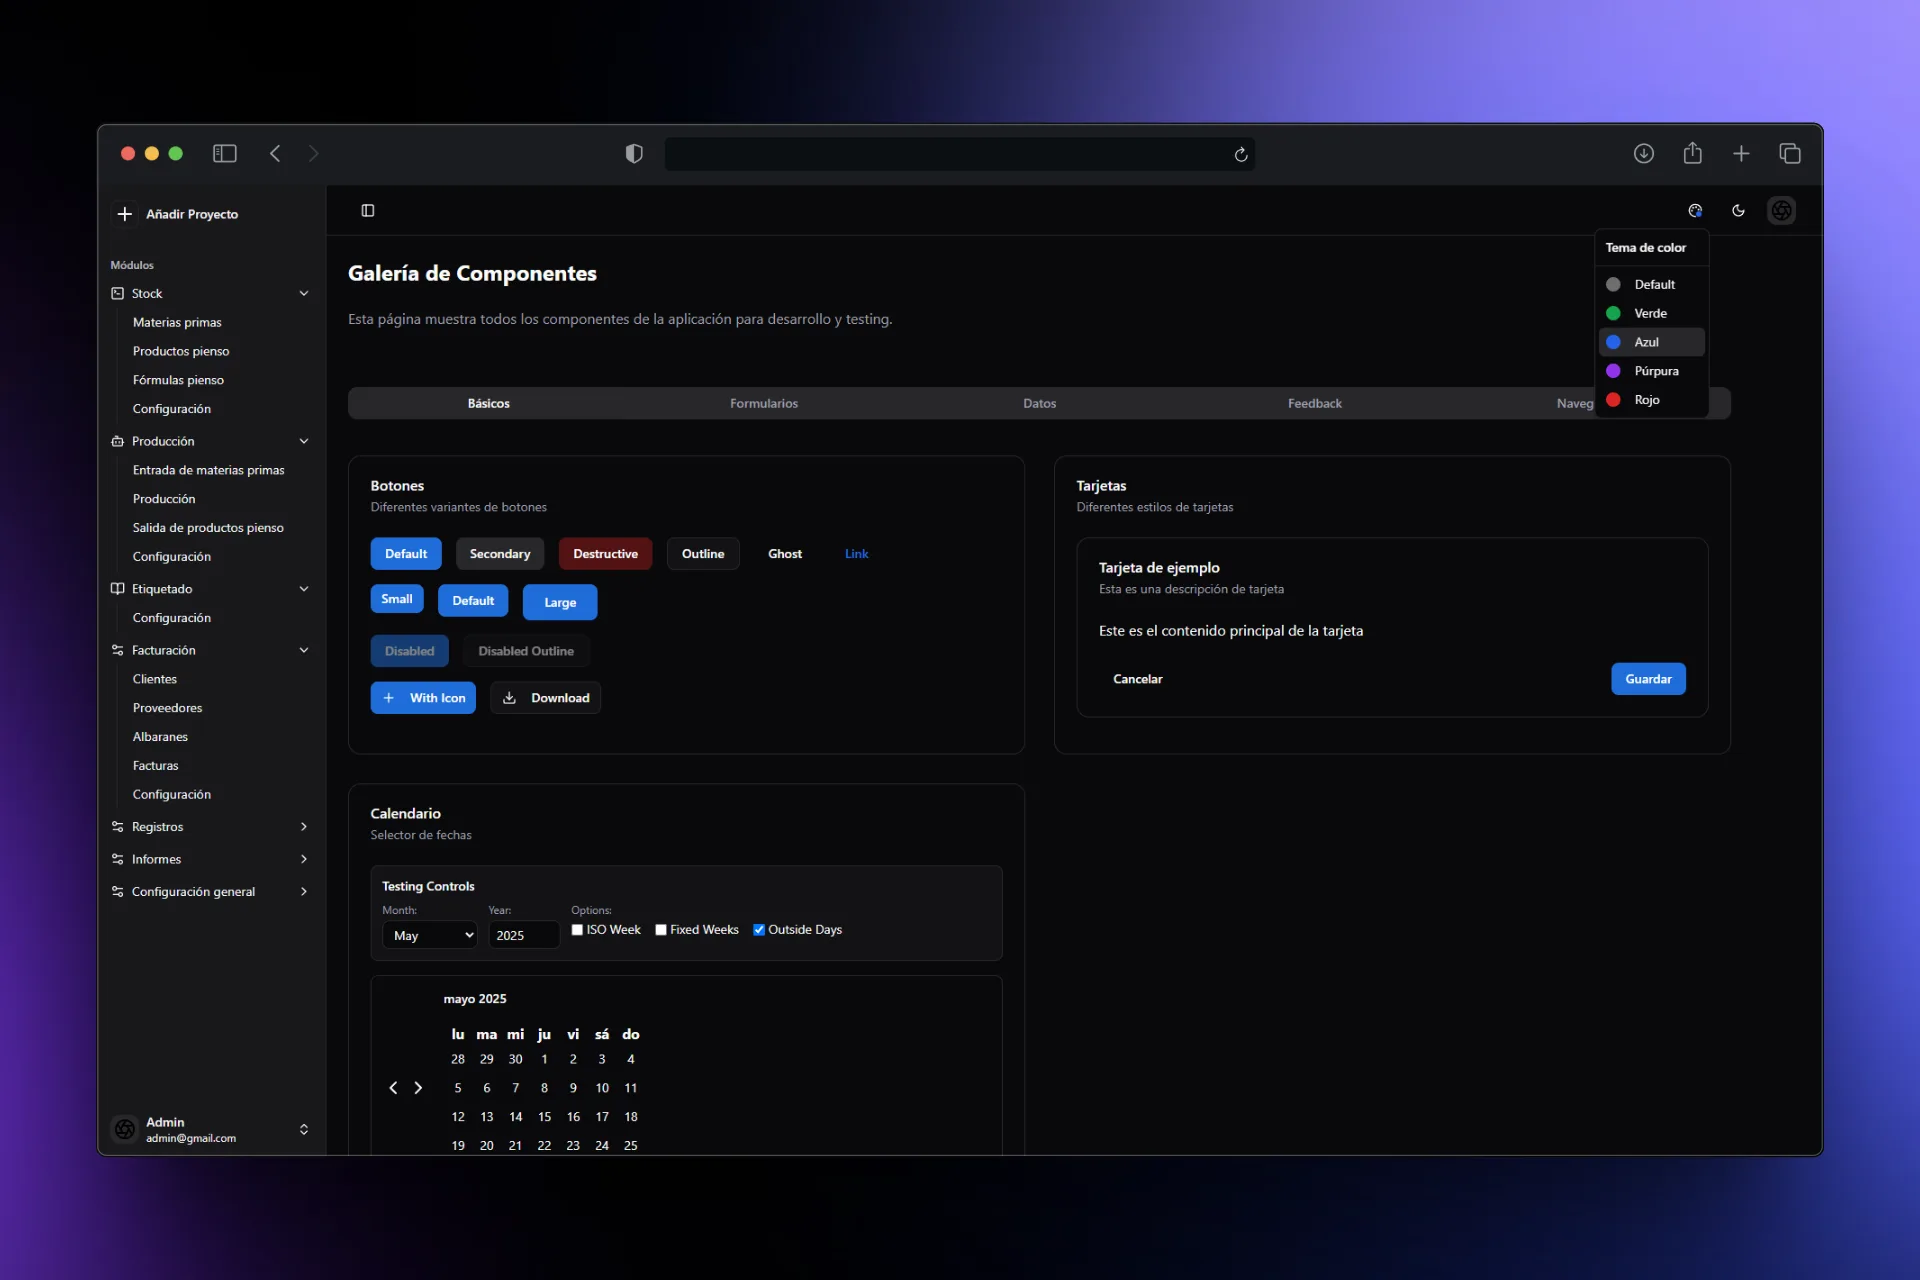 Añadir Proyecto
Módulos
Stock
Materias primas
Productos pienso
Fórmulas pienso
Configuración
Producción
Entrada de materias primas
Producción
Salida de productos pienso
Configuración
Etiquetado
Configuración
Facturación
Clientes
Proveedores
Albaranes
Facturas
Configuración
Registros
Informes
Configuración general
Admin
admin@gmail.com
Galería de Componentes
Esta página muestra todos los componentes de la aplicación para desarrollo y testing.
Tema de color
Default
Verde
Azul
Púrpura
Rojo
Básicos Formularios Datos Feedback Naveg
Botones
Diferentes variantes de botones
Default Secondary Destructive Outline Ghost Link
Small Default Large
Disabled Disabled Outline
With Icon Download
Tarjetas
Diferentes estilos de tarjetas
Tarjeta de ejemplo
Esta es una descripción de tarjeta
Este es el contenido principal de la tarjeta
Cancelar Guardar
Calendario
Selector de fechas
Testing Controls
Month: Year: Options:
May 2025 ISO Week Fixed Weeks Outside Days
mayo 2025
lu ma mi ju vi sá do
28 29 30 1 2 3 4
5 6 7 8 9 10 11
12 13 14 15 16 17 18
19 20 21 22 23 24 25